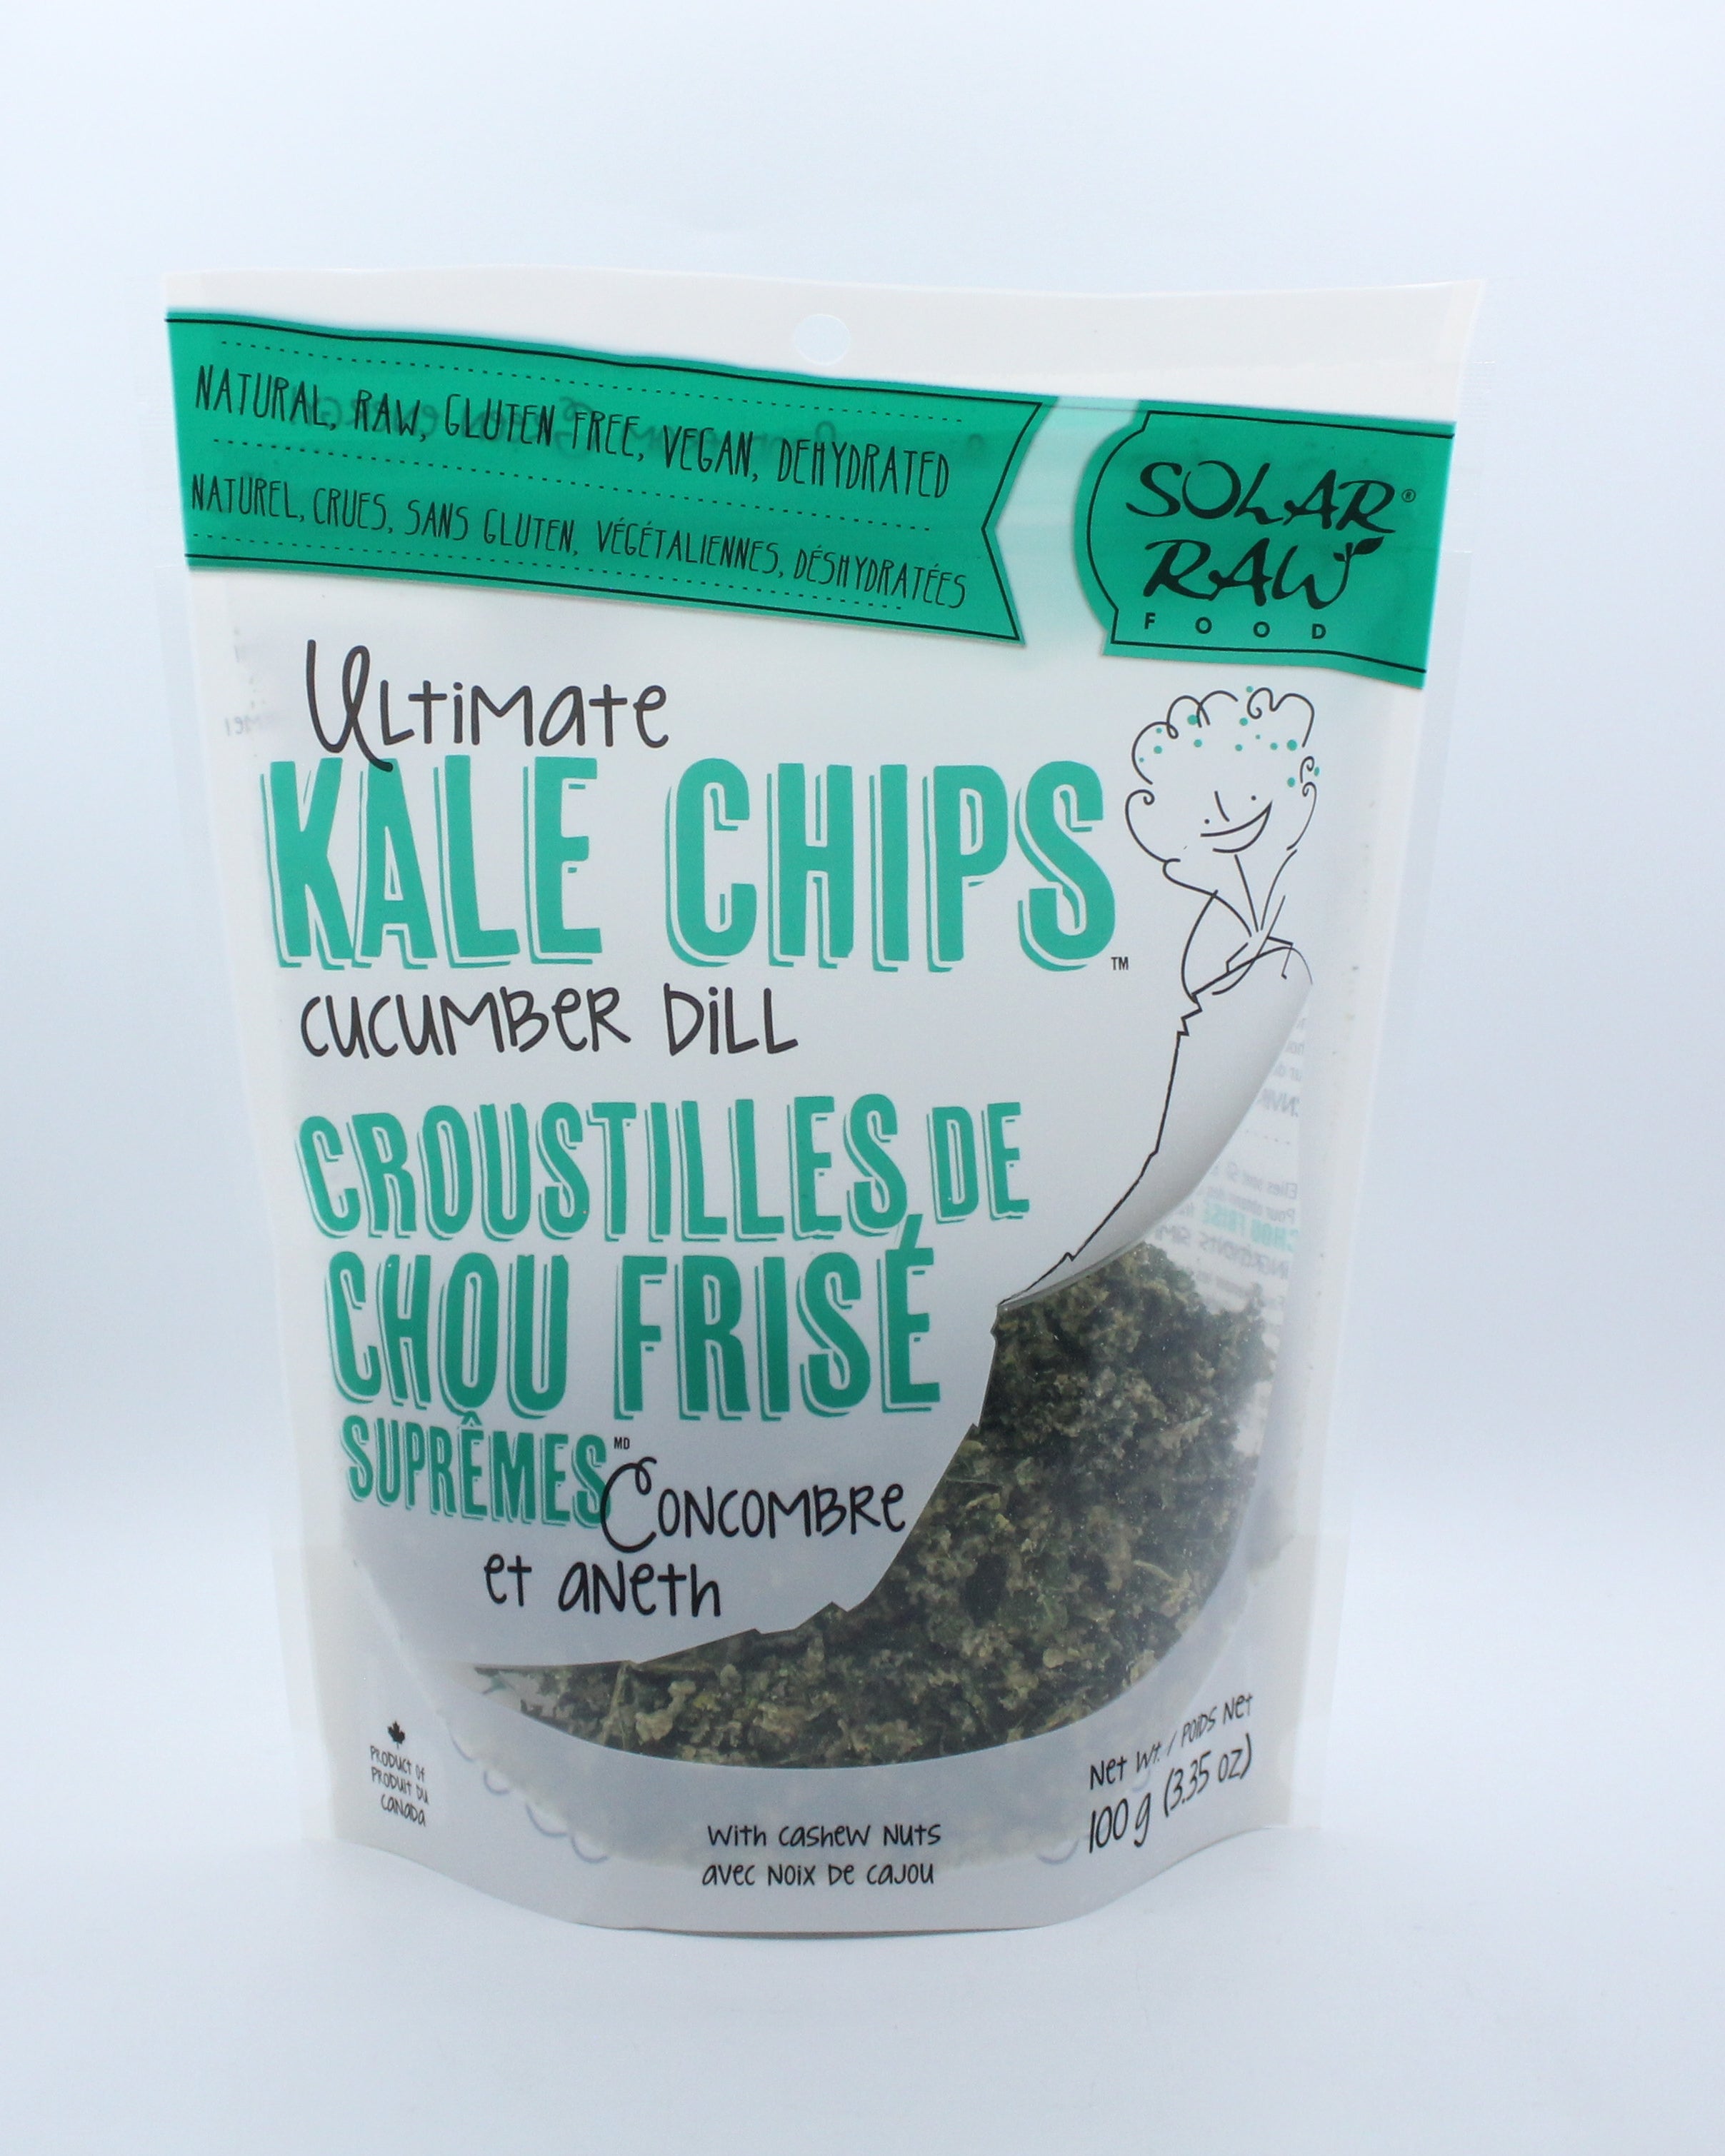 NATURAL, RAW, GLUTEN FREE, VEGAN, DEHYDRATED
NATUREL, CRUES, SANS GLUTEN, VÉGÉTALIENNES, DÉSHYDRATÉES
SOLAR®
RAW
FOOD
Ultimate
KALE CHIPS™
CUCUMBER DILL
CROUSTILLES DE
CHOU FRISÉ
SUPRÊMES MD Concombre
et aneth
PRODUCT OF
PRODUIT DU
CANADA
With cashew nuts
avec noix de cajou
Net Wt. / Poids Net
100 g (3.35 oz)